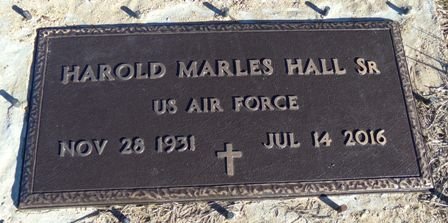 HAROLD MARLES HALL SR
US AIR FORCE
NOV 28 1931 JUL 14 2016